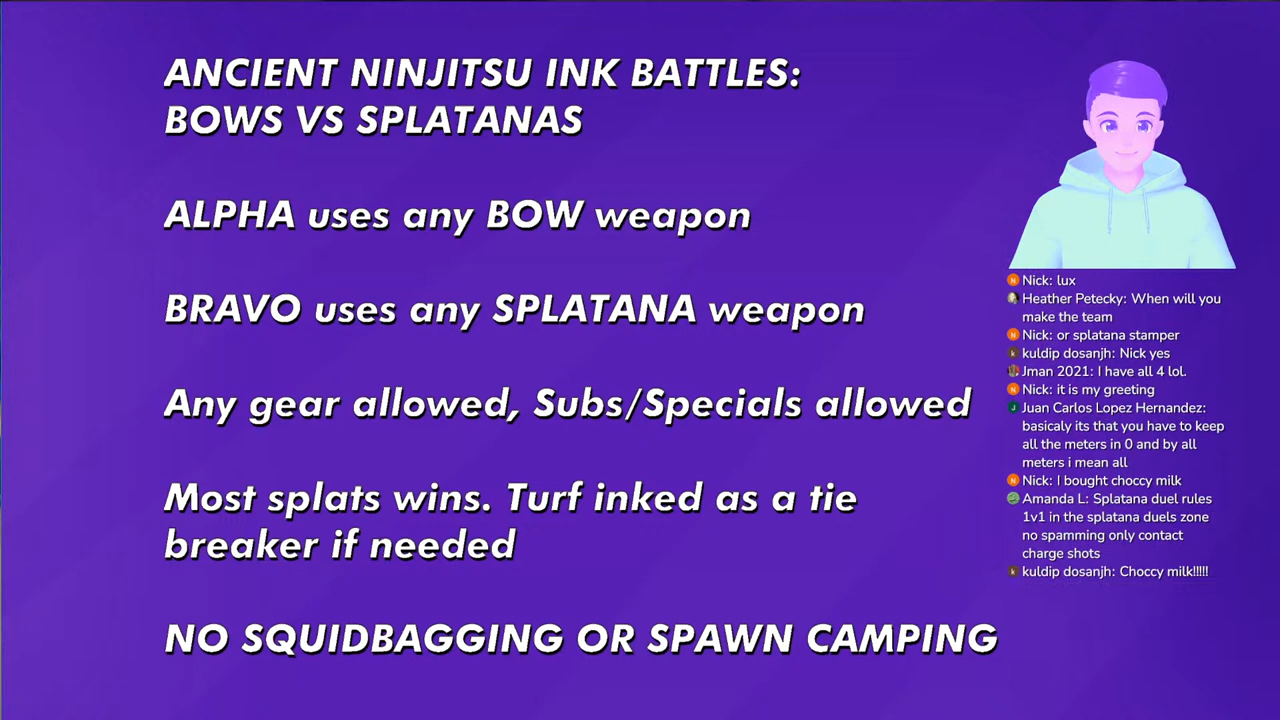 ANCIENT NINJITSU INK BATTLES:
BOWS VS SPLATANAS
ALPHA uses any BOW weapon
BRAVO uses any SPLATANA weapon
Any gear allowed, Subs/Specials allowed
Most splats wins. Turf inked as a tie
breaker if needed
NO SQUIDBAGGING OR SPAWN CAMPING
N Nick: lux
Heather Petecky: When will you
make the team
N Nick: or splatana stamper
k kuldip dosanjh: Nick yes
Jman 2021: I have all 4 lol.
N Nick: it is my greeting
J Juan Carlos Lopez Hernandez:
basicaly its that you have to keep
all the meters in 0 and by all
meters i mean all
N Nick: I bought choccy milk
Amanda L: Splatana duel rules
1v1 in the splatana duels zone
no spamming only contact
charge shots
k kuldip dosanjh: Choccy milk!!!!!